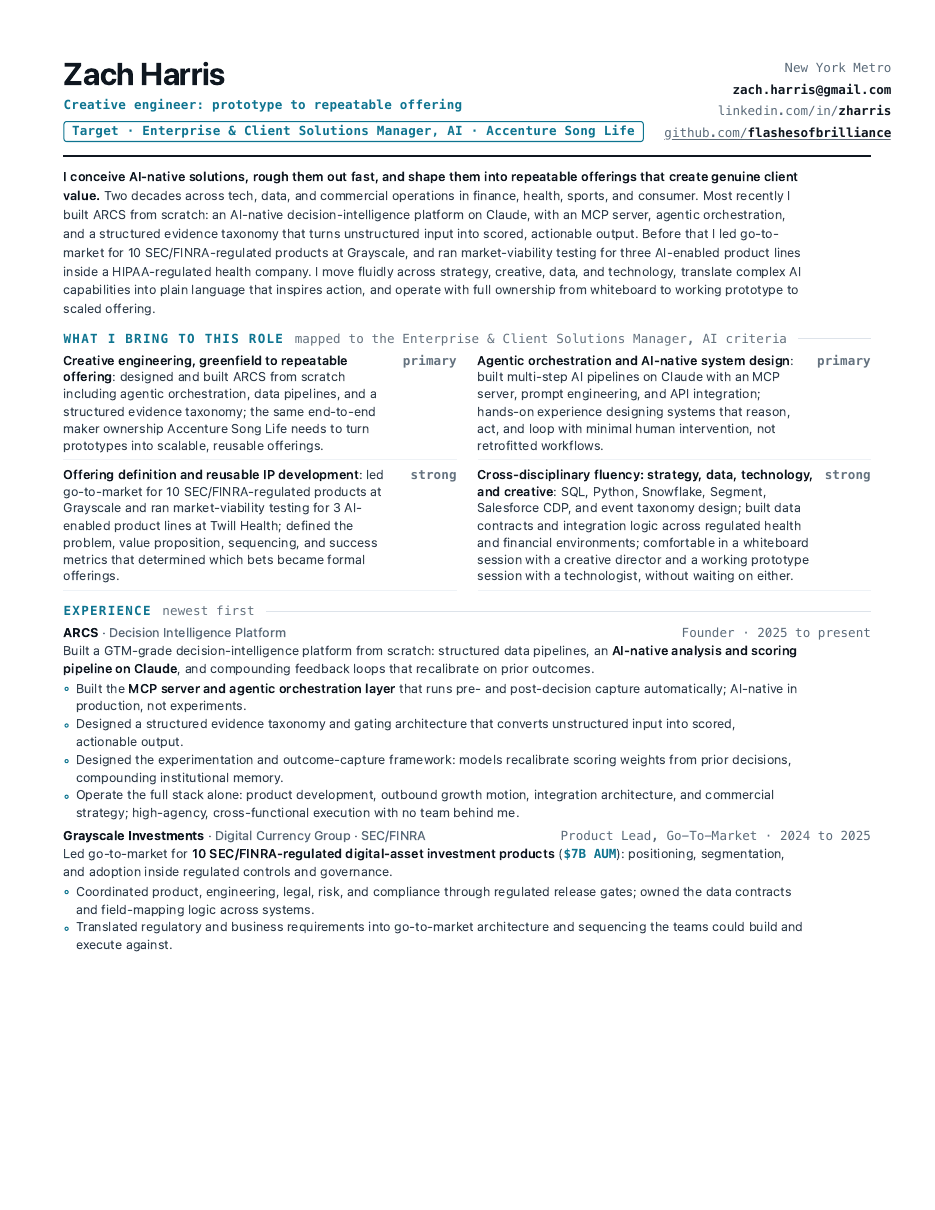 Zach Harris
Creative engineer: prototype to repeatable offering
Target · Enterprise & Client Solutions Manager, AI · Accenture Song Life
New York Metro
zach.harris@gmail.com
linkedin.com/in/zharris
github.com/flashesofbrilliance
I conceive AI-native solutions, rough them out fast, and shape them into repeatable offerings that create genuine client
value. Two decades across tech, data, and commercial operations in finance, health, sports, and consumer. Most recently I
built ARCS from scratch: an AI-native decision-intelligence platform on Claude, with an MCP server, agentic orchestration,
and a structured evidence taxonomy that turns unstructured input into scored, actionable output. Before that I led go-to-
market for 10 SEC/FINRA-regulated products at Grayscale, and ran market-viability testing for three AI-enabled product lines
inside a HIPAA-regulated health company. I move fluidly across strategy, creative, data, and technology, translate complex AI
capabilities into plain language that inspires action, and operate with full ownership from whiteboard to working prototype to
scaled offering.
WHAT I BRING TO THIS ROLE mapped to the Enterprise & Client Solutions Manager, AI criteria
Creative engineering, greenfield to repeatable primary
offering: designed and built ARCS from scratch
including agentic orchestration, data pipelines, and a
structured evidence taxonomy; the same end-to-end
maker ownership Accenture Song Life needs to turn
prototypes into scalable, reusable offerings.
Agentic orchestration and AI-native system design: primary
built multi-step AI pipelines on Claude with an MCP
server, prompt engineering, and API integration;
hands-on experience designing systems that reason,
act, and loop with minimal human intervention, not
retrofitted workflows.
Offering definition and reusable IP development: led strong
go-to-market for 10 SEC/FINRA-regulated products at
Grayscale and ran market-viability testing for 3 AI-
enabled product lines at Twill Health; defined the
problem, value proposition, sequencing, and success
metrics that determined which bets became formal
offerings.
Cross-disciplinary fluency: strategy, data, technology, strong
and creative: SQL, Python, Snowflake, Segment,
Salesforce CDP, and event taxonomy design; built data
contracts and integration logic across regulated health
and financial environments; comfortable in a whiteboard
session with a creative director and a working prototype
session with a technologist, without waiting on either.
EXPERIENCE newest first
ARCS · Decision Intelligence Platform Founder · 2025 to present
Built a GTM-grade decision-intelligence platform from scratch: structured data pipelines, an AI-native analysis and scoring
pipeline on Claude, and compounding feedback loops that recalibrate on prior outcomes.
Built the MCP server and agentic orchestration layer that runs pre- and post-decision capture automatically; AI-native in
production, not experiments.
Designed a structured evidence taxonomy and gating architecture that converts unstructured input into scored,
actionable output.
Designed the experimentation and outcome-capture framework: models recalibrate scoring weights from prior decisions,
compounding institutional memory.
Operate the full stack alone: product development, outbound growth motion, integration architecture, and commercial
strategy; high-agency, cross-functional execution with no team behind me.
Grayscale Investments · Digital Currency Group · SEC/FINRA Product Lead, Go-To-Market · 2024 to 2025
Led go-to-market for 10 SEC/FINRA-regulated digital-asset investment products ($7B AUM): positioning, segmentation,
and adoption inside regulated controls and governance.
Coordinated product, engineering, legal, risk, and compliance through regulated release gates; owned the data contracts
and field-mapping logic across systems.
Translated regulatory and business requirements into go-to-market architecture and sequencing the teams could build and
execute against.